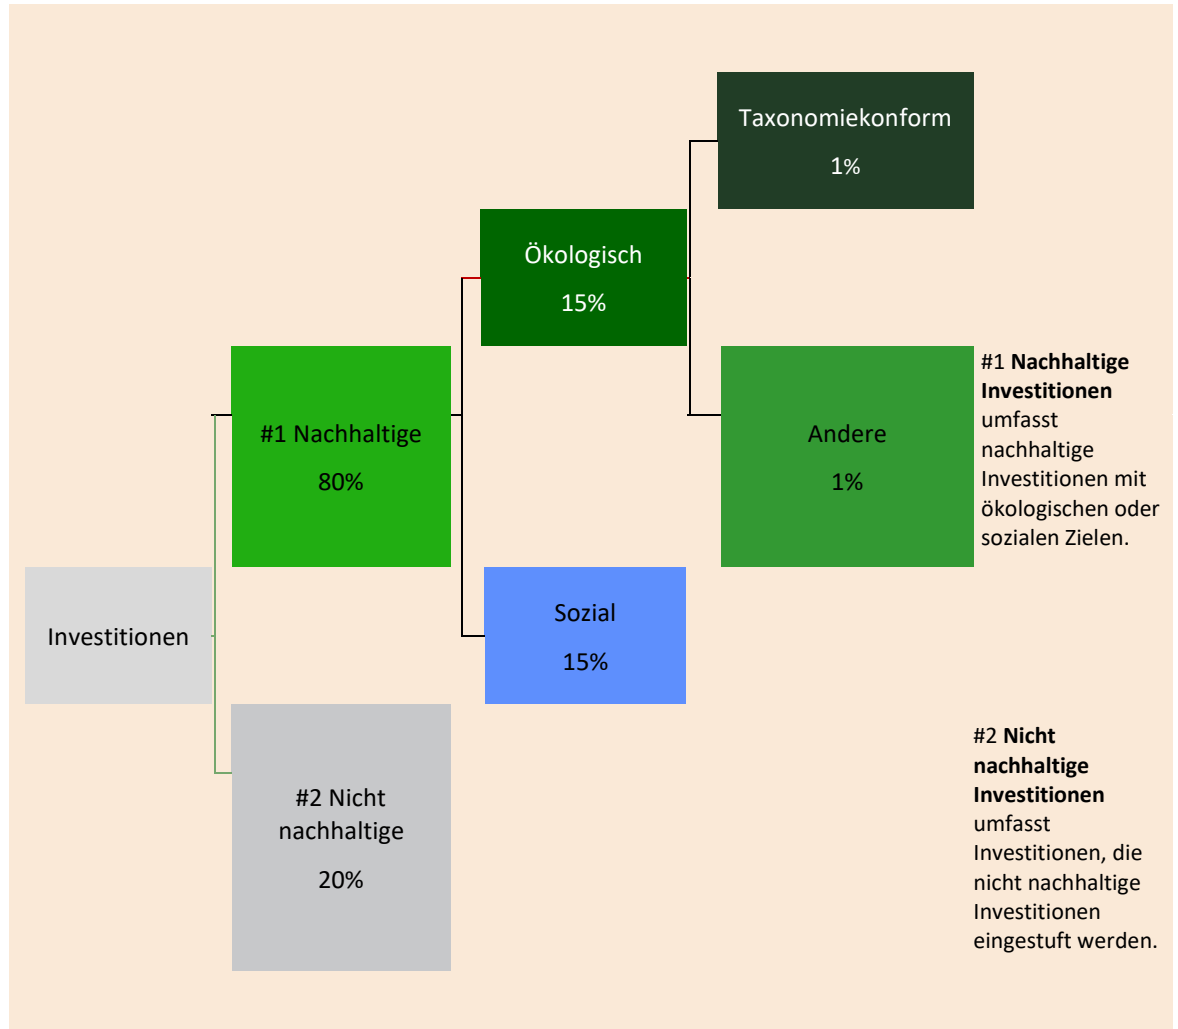 Taxonomiekonform
1%
Ökologisch
15%
#1 Nachhaltige
80%
Andere
1%
#1 Nachhaltige
Investitionen
umfasst
nachhaltige
Investitionen mit
ökologischen oder
sozialen Zielen.
Investitionen
Sozial
15%
#2 Nicht
nachhaltige
20%
#2 Nicht
nachhaltige
Investitionen
umfasst
Investitionen, die
nicht nachhaltige
Investitionen
eingestuft werden.